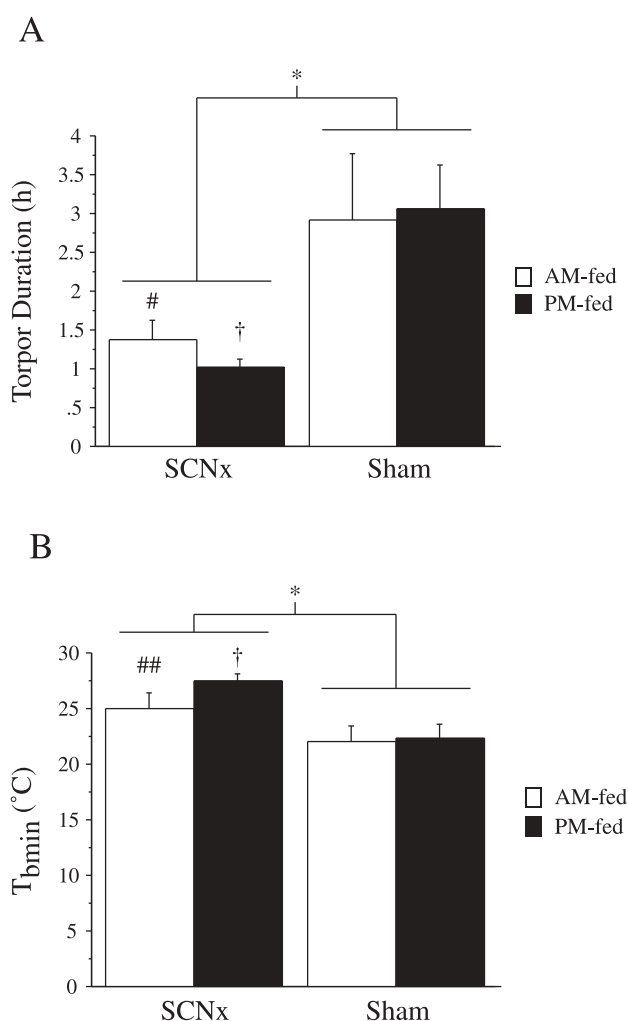 A
*
4
3.5
3
2.5
2
1.5
1
.5
0
Torpor Duration (h)
#
†
AM-fed
PM-fed
SCNx
Sham
B
*
30
25
20
15
10
5
0
Tbmin (°C)
##
†
AM-fed
PM-fed
SCNx
Sham